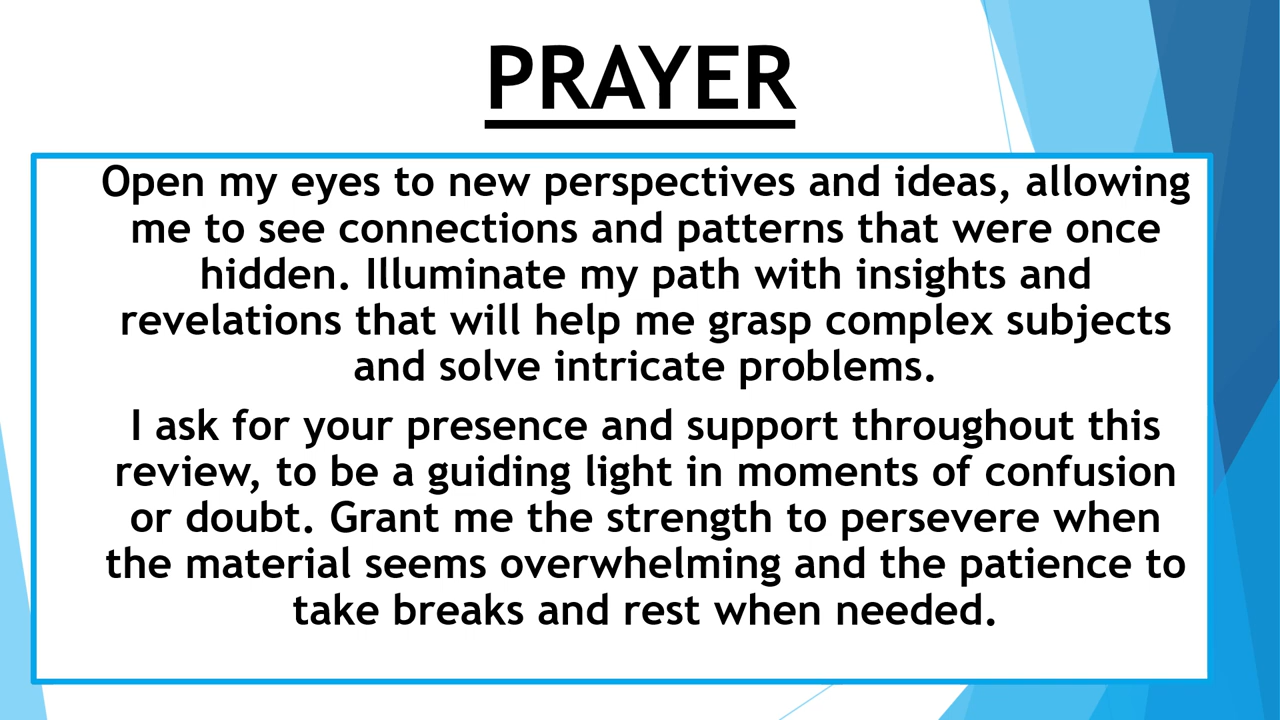 PRAYER
Open my eyes to new perspectives and ideas, allowing
me to see connections and patterns that were once
hidden. Illuminate my path with insights and
revelations that will help me grasp complex subjects
and solve intricate problems.
I ask for your presence and support throughout this
review, to be a guiding light in moments of confusion
or doubt. Grant me the strength to persevere when
the material seems overwhelming and the patience to
take breaks and rest when needed.